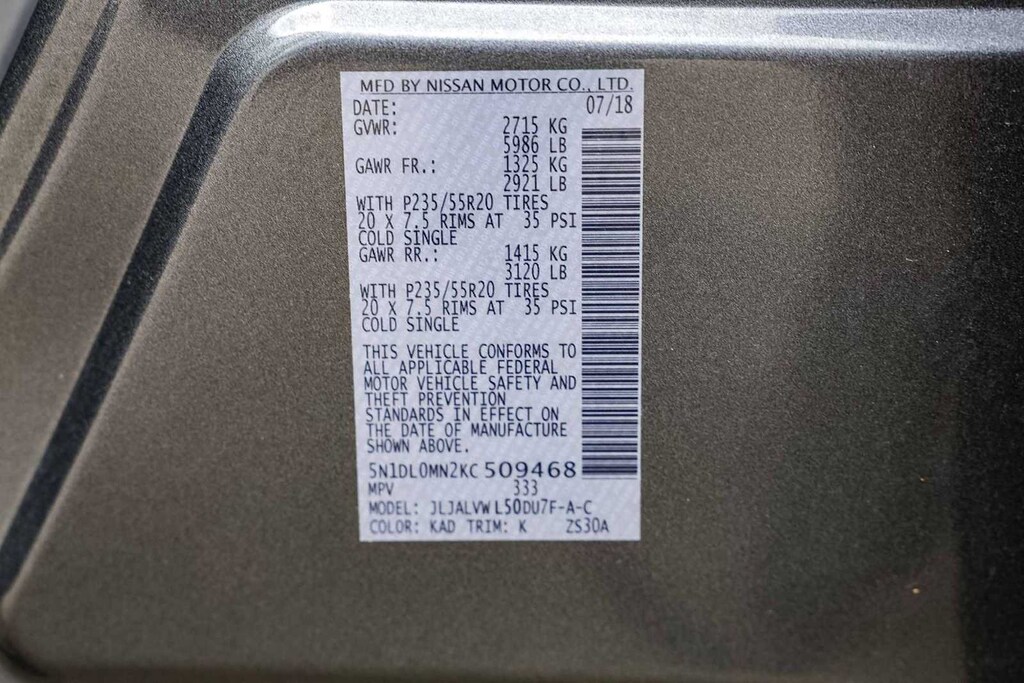 MFD BY NISSAN MOTOR CO., LTD.
DATE: 07/18
GVWR: 2715 KG
5986 LB
GAWR FR.: 1325 KG
2921 LB
WITH P235/55R20 TIRES
20 X 7.5 RIMS AT 35 PSI
COLD SINGLE
GAWR RR.: 1415 KG
3120 LB
WITH P235/55R20 TIRES
20 X 7.5 RIMS AT 35 PSI
COLD SINGLE
THIS VEHICLE CONFORMS TO
ALL APPLICABLE FEDERAL
MOTOR VEHICLE SAFETY AND
THEFT PREVENTION
STANDARDS IN EFFECT ON
THE DATE OF MANUFACTURE
SHOWN ABOVE.
5N1DL0MN2KC 509468
MPV 333
MODEL: JLJALVW L50DU7F-A-C
COLOR: KAD TRIM: K ZS30A